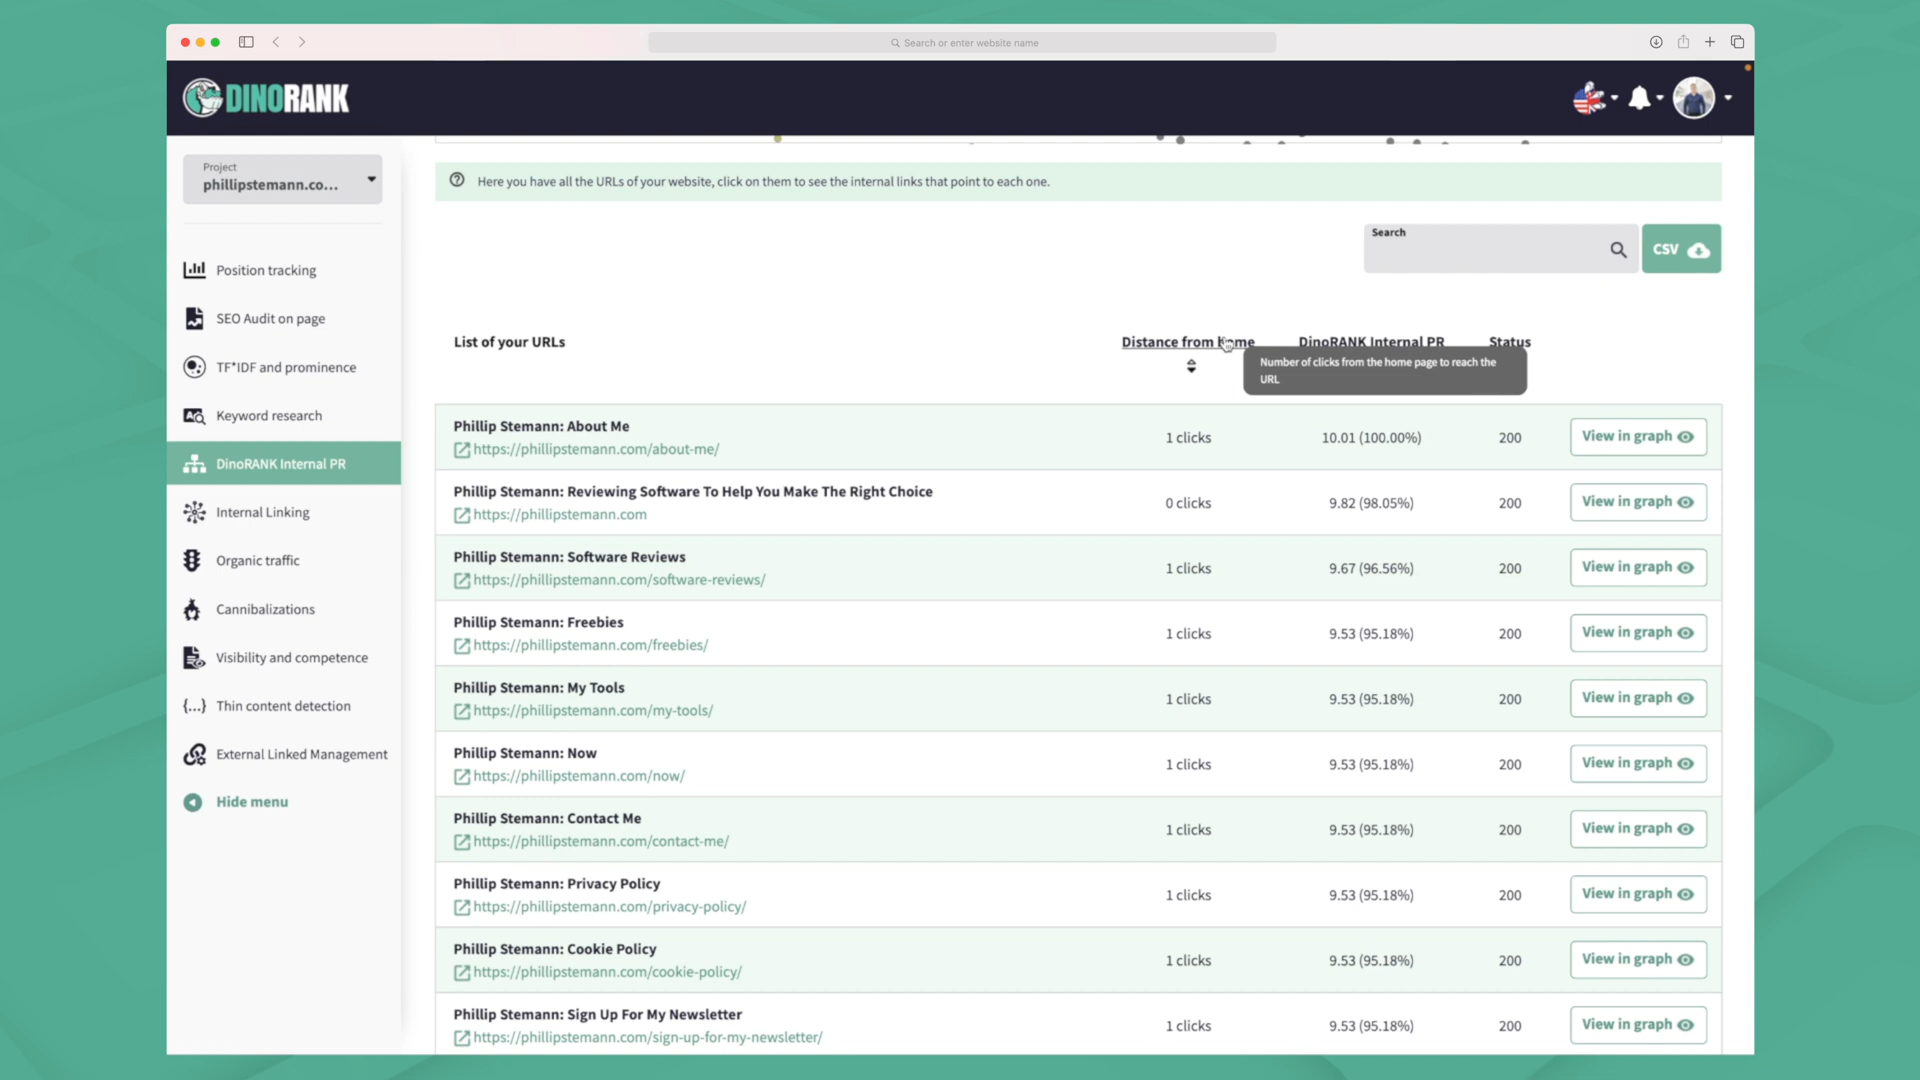 Search or enter website name
DINORANK
Project
phillipstemann.co...
Here you have all the URLs of your website, click on them to see the internal links that point to each one.
Position tracking
SEO Audit on page
TF*IDF and prominence
Keyword research
DinoRANK Internal PR
Internal Linking
Organic traffic
Cannibalizations
Visibility and competence
{...} Thin content detection
External Linked Management
Hide menu
Search
CSV
List of your URLs
Distance from home
DinoRANK Internal PR
Status
Number of clicks from the home page to reach the
URL
Phillip Stemann: About Me
https://phillipstemann.com/about-me/
1 clicks
10.01 (100.00%)
200
View in graph
Phillip Stemann: Reviewing Software To Help You Make The Right Choice
https://phillipstemann.com
0 clicks
9.82 (98.05%)
200
View in graph
Phillip Stemann: Software Reviews
https://phillipstemann.com/software-reviews/
1 clicks
9.67 (96.56%)
200
View in graph
Phillip Stemann: Freebies
https://phillipstemann.com/freebies/
1 clicks
9.53 (95.18%)
200
View in graph
Phillip Stemann: My Tools
https://phillipstemann.com/my-tools/
1 clicks
9.53 (95.18%)
200
View in graph
Phillip Stemann: Now
https://phillipstemann.com/now/
1 clicks
9.53 (95.18%)
200
View in graph
Phillip Stemann: Contact Me
https://phillipstemann.com/contact-me/
1 clicks
9.53 (95.18%)
200
View in graph
Phillip Stemann: Privacy Policy
https://phillipstemann.com/privacy-policy/
1 clicks
9.53 (95.18%)
200
View in graph
Phillip Stemann: Cookie Policy
https://phillipstemann.com/cookie-policy/
1 clicks
9.53 (95.18%)
200
View in graph
Phillip Stemann: Sign Up For My Newsletter
https://phillipstemann.com/sign-up-for-my-newsletter/
1 clicks
9.53 (95.18%)
200
View in graph